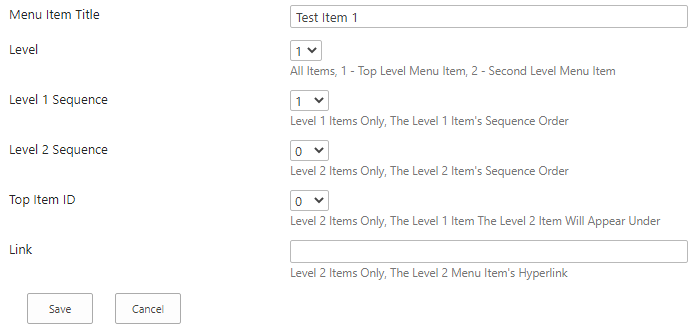 Menu Item Title Test Item 1
Level 1
All Items, 1 - Top Level Menu Item, 2 - Second Level Menu Item
Level 1 Sequence 1
Level 1 Items Only, The Level 1 Item's Sequence Order
Level 2 Sequence 0
Level 2 Items Only, The Level 2 Item's Sequence Order
Top Item ID 0
Level 2 Items Only, The Level 1 Item The Level 2 Item Will Appear Under
Link
Level 2 Items Only, The Level 2 Menu Item's Hyperlink
Save Cancel